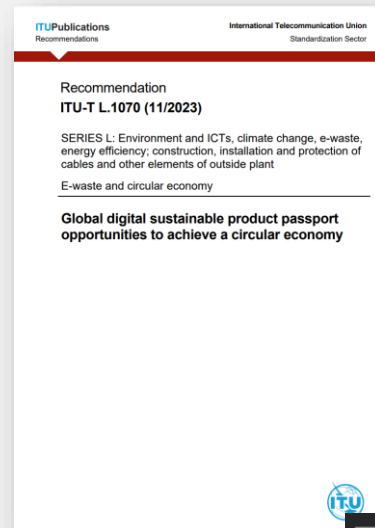 ITUPublications
International Telecommunication Union
Recommendations
Standardization Sector
Recommendation
ITU-T L.1070 (11/2023)
SERIES L: Environment and ICTs, climate change, e-waste,
energy efficiency; construction, installation and protection of
cables and other elements of outside plant
E-waste and circular economy
Global digital sustainable product passport
opportunities to achieve a circular economy
ITU